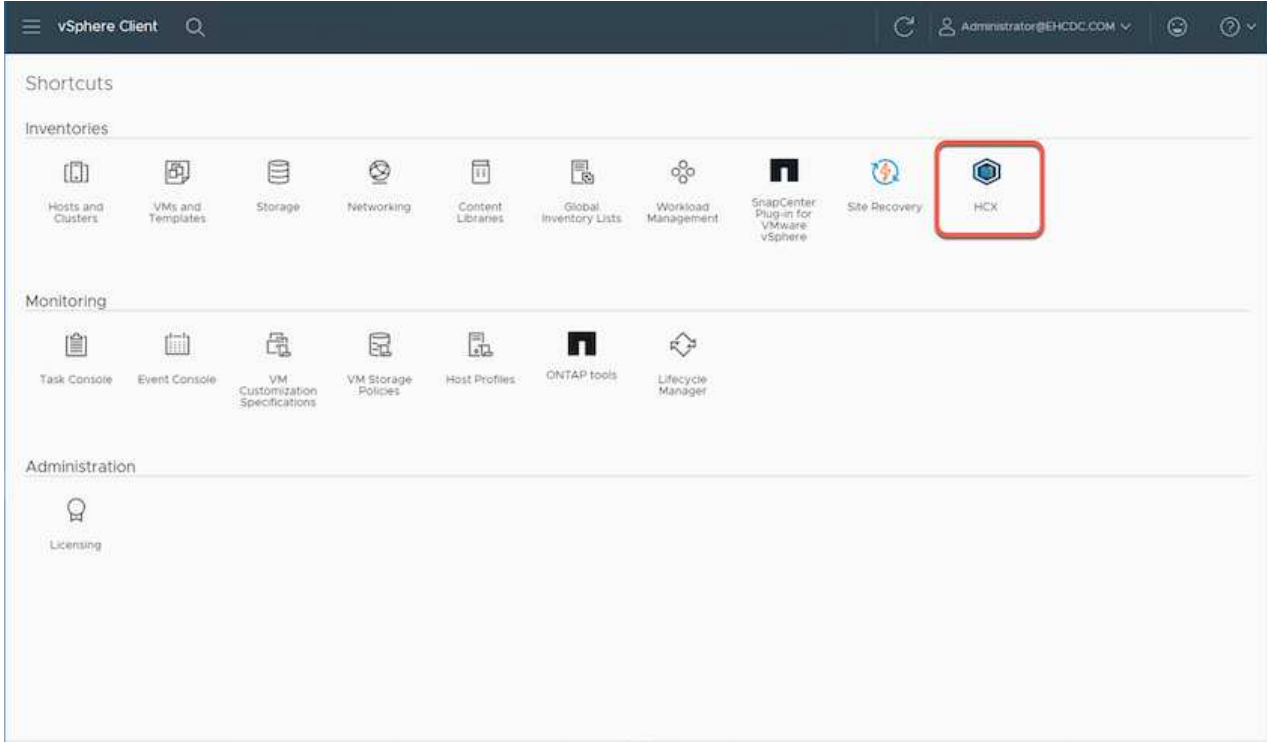 vSphere Client
Administrator@EHCDC.COM
Shortcuts
Inventories
Hosts and
Clusters
VMs and
Templates
Storage
Networking
Content
Libraries
Global
Inventory Lists
Workload
Management
SnapCenter
Plug-in for
VMware
vSphere
Site Recovery
HCX
Monitoring
Task Console
Event Console
VM
Customization
Specifications
VM Storage
Policies
Host Profiles
ONTAP tools
Lifecycle
Manager
Administration
Licensing